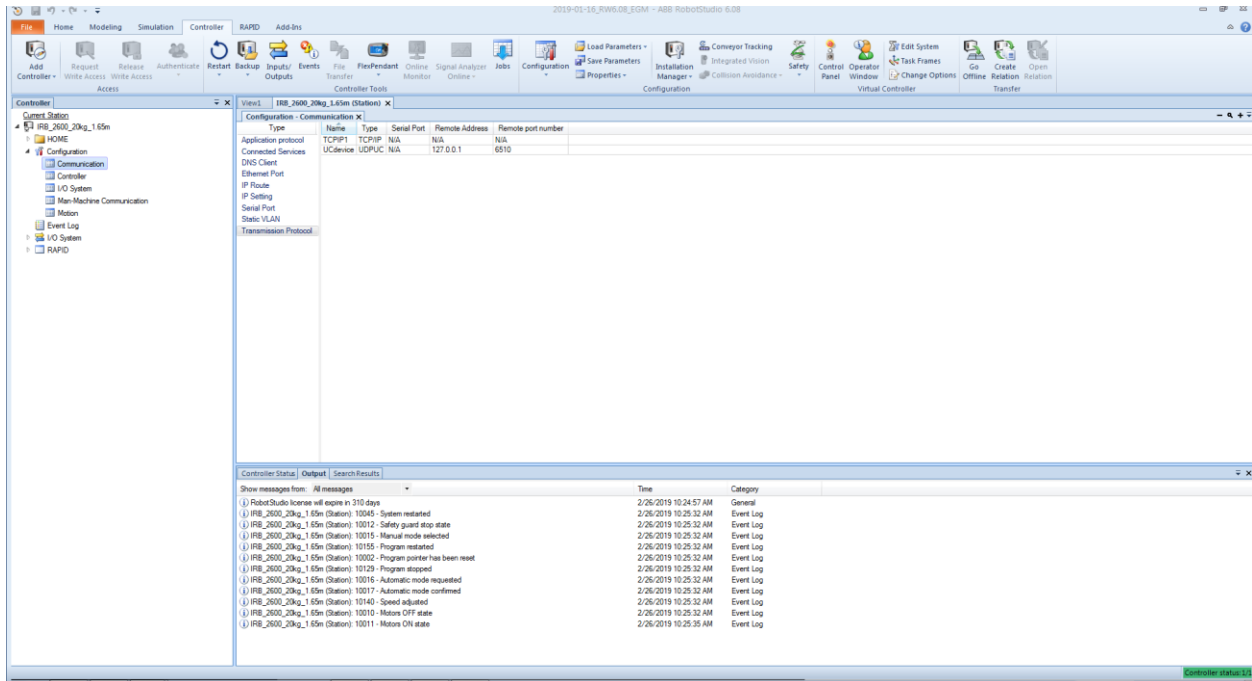 2019-01-16_RW6.08_EGM - ABB RobotStudio 6.08
File Home Modeling Simulation Controller RAPID Add-Ins
Add Controller
Request Write Access
Release Write Access
Authenticate
Restart
Backup
Inputs/ Outputs
Events
File Transfer
FlexPendant
Online Monitor
Signal Analyzer Online
Jobs
Configuration
Load Parameters
Save Parameters
Properties
Installation Manager
Conveyor Tracking
Integrated Vision
Collision Avoidance
Safety
Control Panel
Operator Window
Edit System
Task Frames
Change Options
Go Offline
Create Relation
Open Relation
Access Controller Tools Configuration Virtual Controller Transfer
Controller
Current Station
IRB_2600_20kg_1.65m
HOME
Configuration
Communication
Controller
I/O System
Man-Machine Communication
Motion
Event Log
I/O System
RAPID
View1 IRB_2600_20kg_1.65m (Station) X
Configuration - Communication X
Type
Application protocol
Connected Services
DNS Client
Ethernet Port
IP Route
IP Setting
Serial Port
Static VLAN
Transmission Protocol
Name Type Serial Port Remote Address Remote port number
TCPIP1 TCP/IP N/A N/A N/A
UCdevice UDPUC N/A 127.0.0.1 6510
Controller Status Output Search Results
Show messages from: All messages Time Category
RobotStudio license will expire in 310 days 2/26/2019 10:24:57 AM General
IRB_2600_20kg_1.65m (Station): 10045 - System restarted 2/26/2019 10:25:32 AM Event Log
IRB_2600_20kg_1.65m (Station): 10012 - Safety guard stop state 2/26/2019 10:25:32 AM Event Log
IRB_2600_20kg_1.65m (Station): 10015 - Manual mode selected 2/26/2019 10:25:32 AM Event Log
IRB_2600_20kg_1.65m (Station): 10155 - Program restarted 2/26/2019 10:25:32 AM Event Log
IRB_2600_20kg_1.65m (Station): 10002 - Program pointer has been reset 2/26/2019 10:25:32 AM Event Log
IRB_2600_20kg_1.65m (Station): 10129 - Program stopped 2/26/2019 10:25:32 AM Event Log
IRB_2600_20kg_1.65m (Station): 10016 - Automatic mode requested 2/26/2019 10:25:32 AM Event Log
IRB_2600_20kg_1.65m (Station): 10017 - Automatic mode confirmed 2/26/2019 10:25:32 AM Event Log
IRB_2600_20kg_1.65m (Station): 10140 - Speed adjusted 2/26/2019 10:25:32 AM Event Log
IRB_2600_20kg_1.65m (Station): 10010 - Motors OFF state 2/26/2019 10:25:32 AM Event Log
IRB_2600_20kg_1.65m (Station): 10011 - Motors ON state 2/26/2019 10:25:35 AM Event Log
Controller status: 1/1